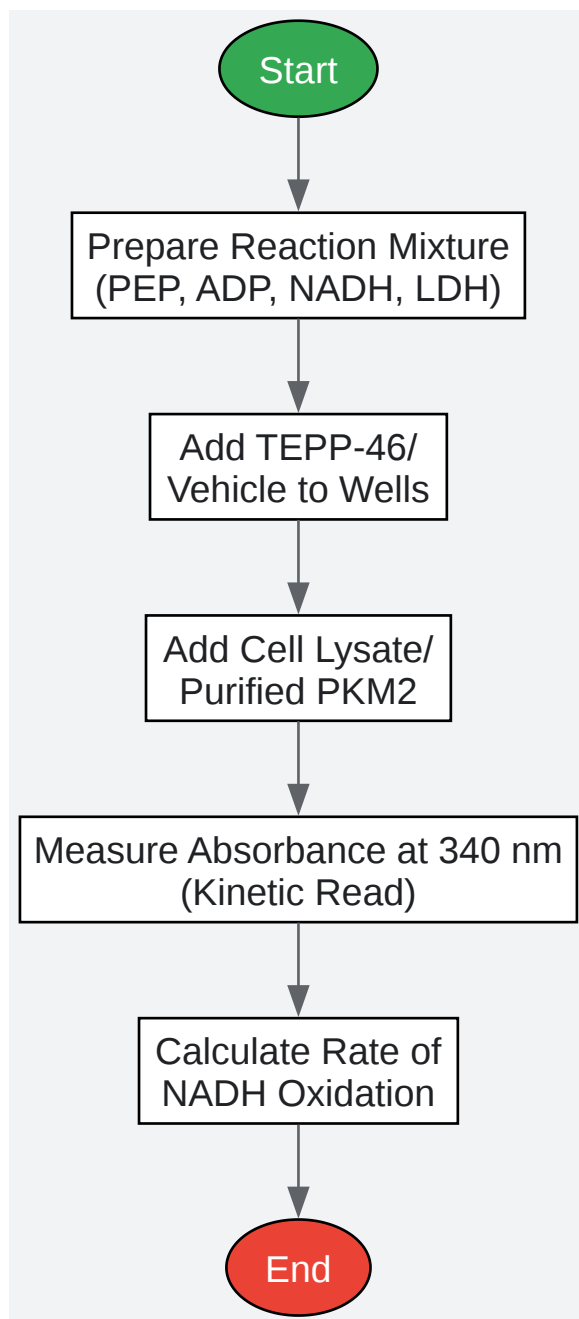 Start
Prepare Reaction Mixture
(PEP, ADP, NADH, LDH)
Add TEPP-46/
Vehicle to Wells
Add Cell Lysate/
Purified PKM2
Measure Absorbance at 340 nm
(Kinetic Read)
Calculate Rate of
NADH Oxidation
End